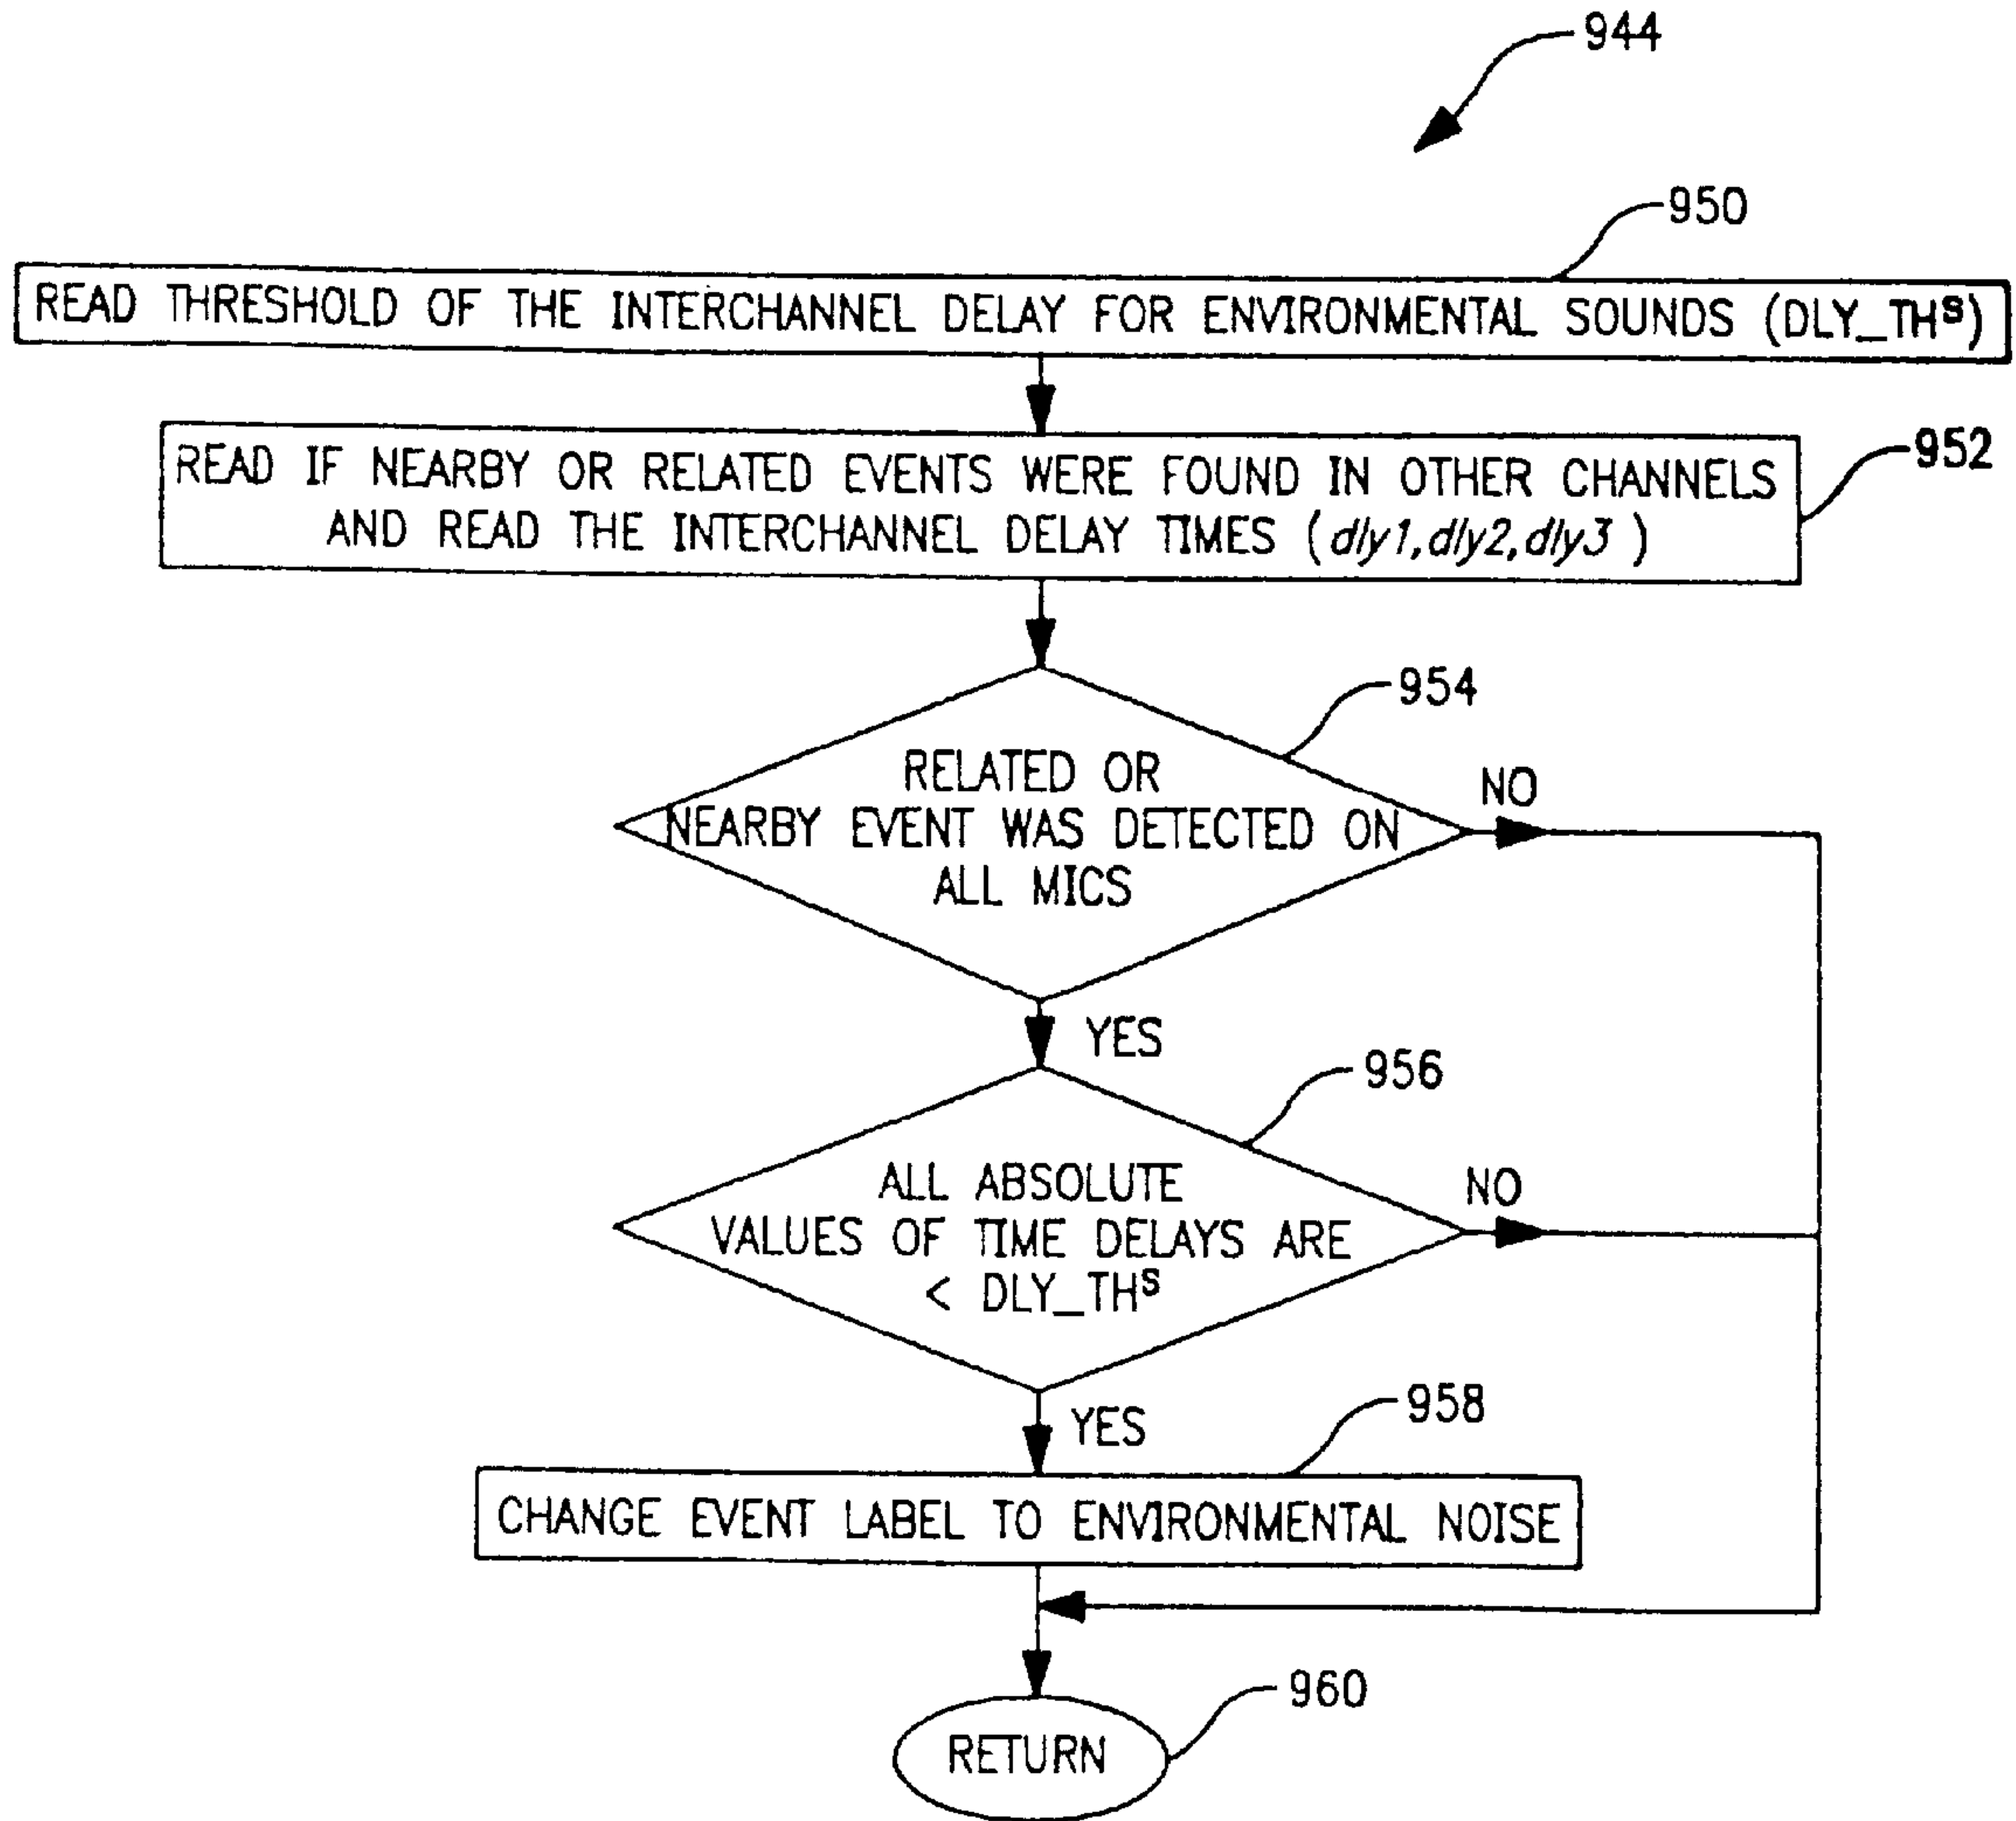 944
950
READ THRESHOLD OF THE INTERCHANNEL DELAY FOR ENVIRONMENTAL SOUNDS (DLY_THˢ)
READ IF NEARBY OR RELATED EVENTS WERE FOUND IN OTHER CHANNELS
AND READ THE INTERCHANNEL DELAY TIMES (dly1,dly2,dly3 )
952
954
RELATED OR
NEARBY EVENT WAS DETECTED ON
ALL MICS
NO
YES
956
ALL ABSOLUTE
VALUES OF TIME DELAYS ARE
< DLY_THˢ
NO
YES
958
CHANGE EVENT LABEL TO ENVIRONMENTAL NOISE
960
RETURN